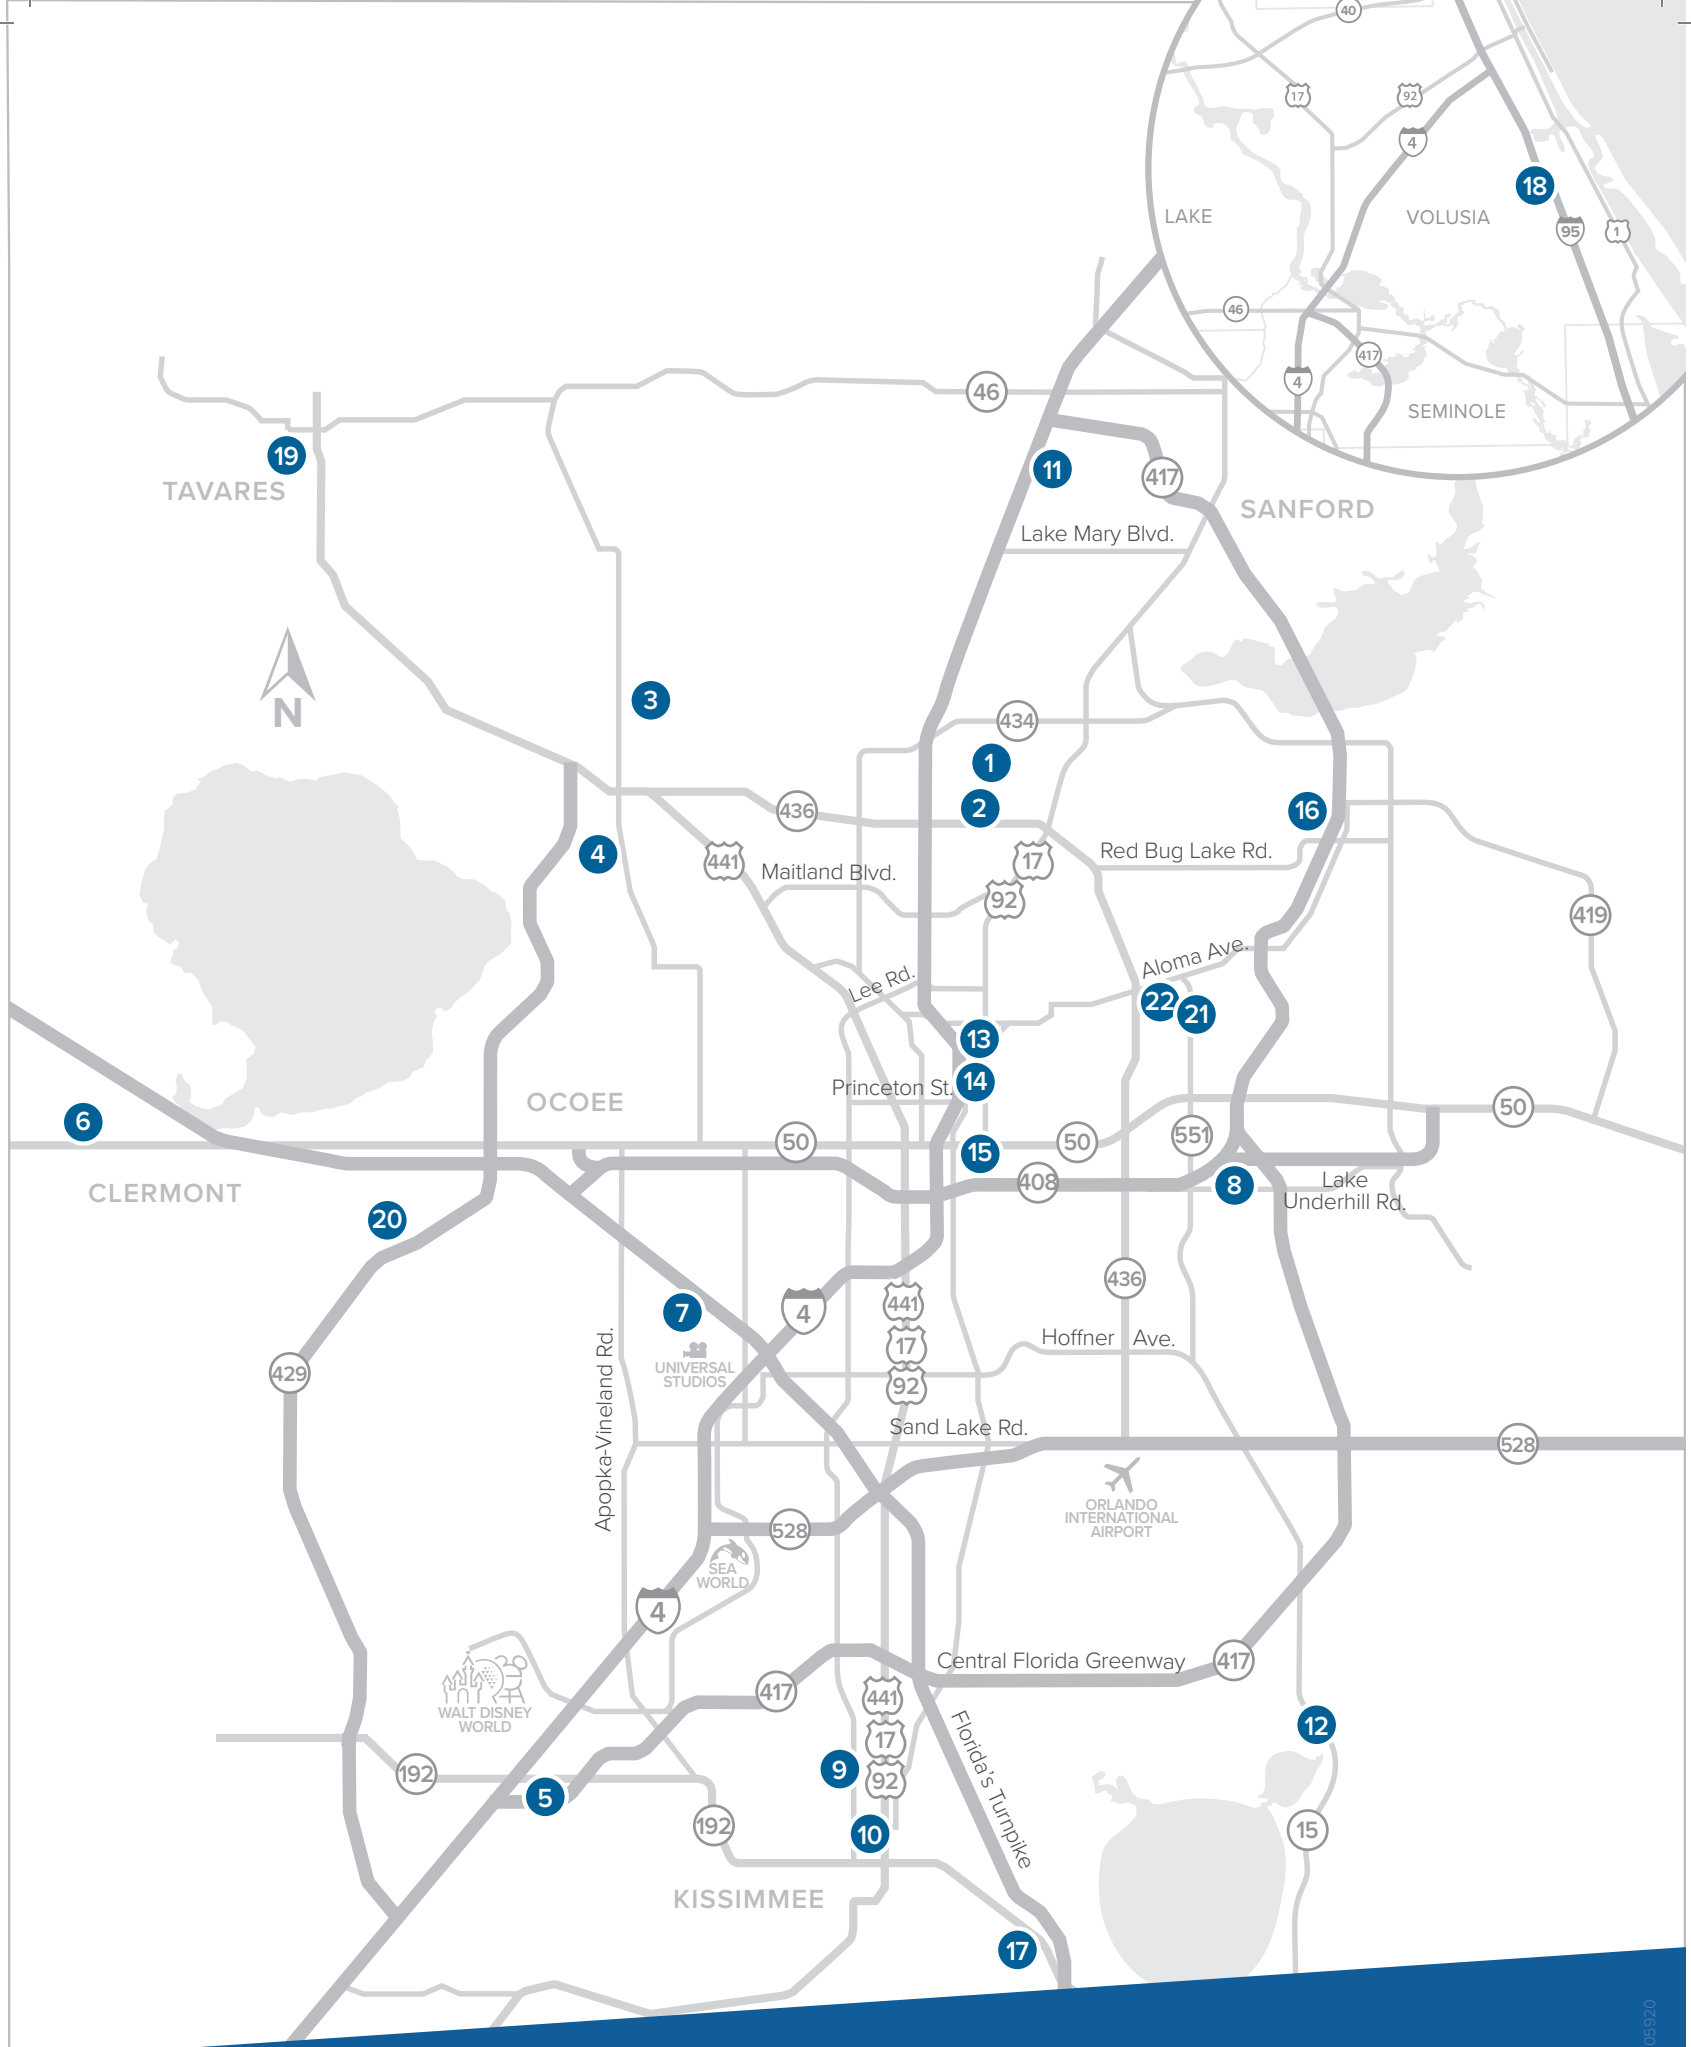 40
17
92
4
18
LAKE
VOLUSIA
95
1
46
417
4
SEMINOLE
46
19
TAVARES
11
417
SANFORD
Lake Mary Blvd.
N
3
434
1
2
436
16
4
441
Maitland Blvd.
17
92
Red Bug Lake Rd.
419
Aloma Ave.
Lee Rd.
22
21
13
14
Princeton St.
OCOEE
6
50
15
50
551
50
CLERMONT
408
8
Lake
Underhill Rd.
20
436
7
4
441
17
92
Hoffner Ave.
UNIVERSAL
STUDIOS
429
Apopka-Vineland Rd.
Sand Lake Rd.
528
ORLANDO
INTERNATIONAL
AIRPORT
528
SEA
WORLD
4
Central Florida Greenway
417
417
441
17
92
WALT DISNEY
WORLD
Florida's Turnpike
12
192
9
5
192
10
15
KISSIMMEE
17
05920